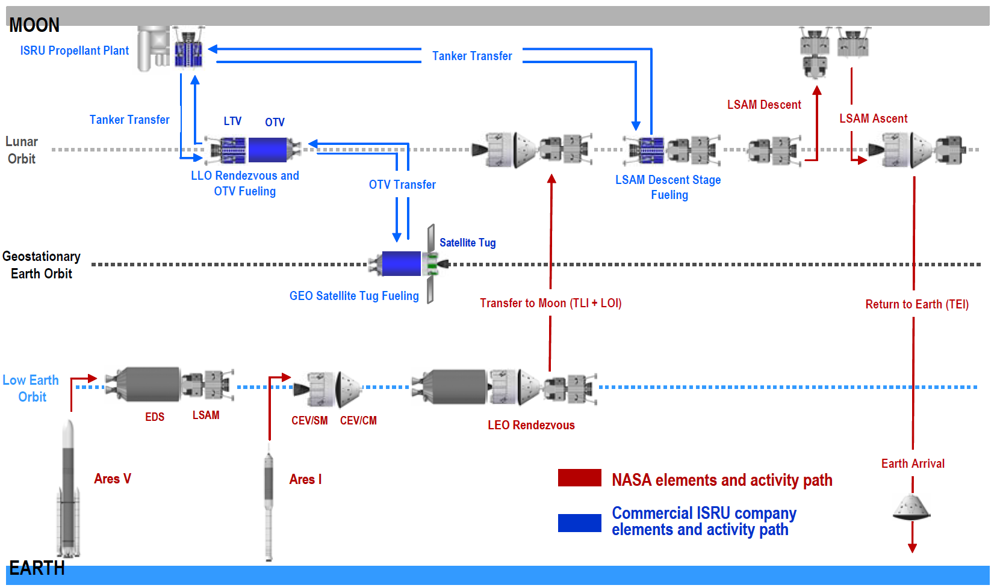 MOON
ISRU Propellant Plant
Tanker Transfer
LSAM Descent
LSAM Ascent
Tanker Transfer
LTV
OTV
Lunar
Orbit
LLO Rendezvous and
OTV Fueling
OTV Transfer
LSAM Descent Stage
Fueling
Satellite Tug
Geostationary
Earth Orbit
GEO Satellite Tug Fueling
Transfer to Moon (TLI + LOI)
Return to Earth (TEI)
Low Earth
Orbit
EDS
LSAM
CEV/SM
CEV/CM
LEO Rendezvous
Earth Arrival
Ares V
Ares I
NASA elements and activity path
Commercial ISRU company
elements and activity path
EARTH